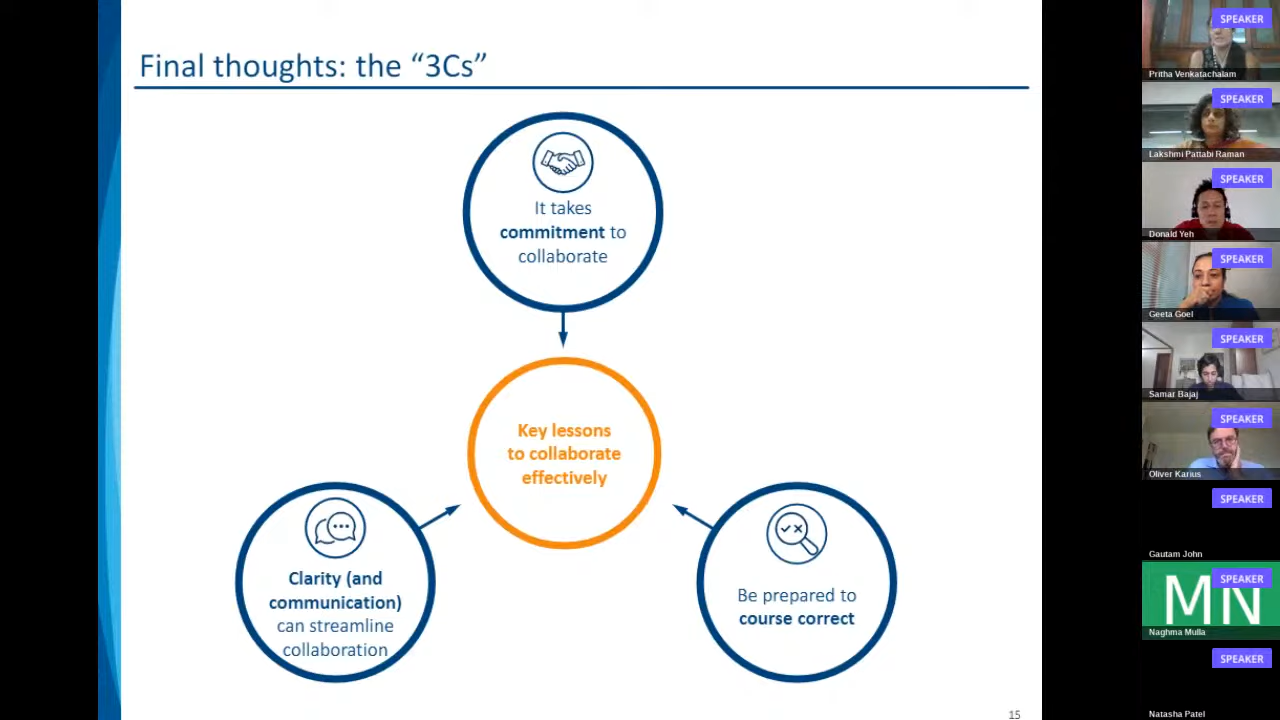 Final thoughts: the “3Cs”
It takes
commitment to
collaborate
Key lessons
to collaborate
effectively
Clarity (and
communication)
can streamline
collaboration
Be prepared to
course correct
15
SPEAKER
Pritha Venkatachalam
SPEAKER
Lakshmi Pattabi Raman
SPEAKER
Donald Yeh
SPEAKER
Geeta Goel
SPEAKER
Samar Bajaj
SPEAKER
Oliver Karius
SPEAKER
Gautam John
SPEAKER
MN
Naghma Mulla
SPEAKER
Natasha Patel